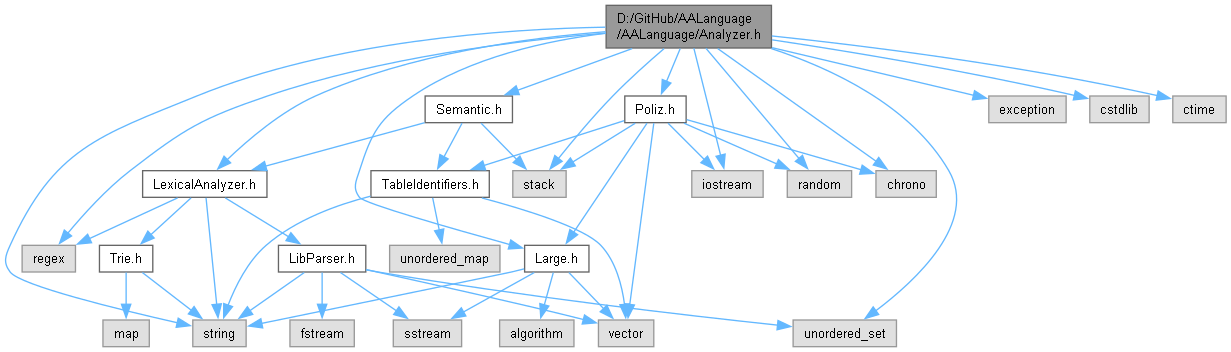 D:/GitHub/AALanguage
/AALanguage/Analyzer.h
Semantic.h
Poliz.h
exception
cstdlib
ctime
LexicalAnalyzer.h
TableIdentifiers.h
stack
iostream
random
chrono
regex
Trie.h
LibParser.h
unordered_map
Large.h
map
string
fstream
sstream
algorithm
vector
unordered_set